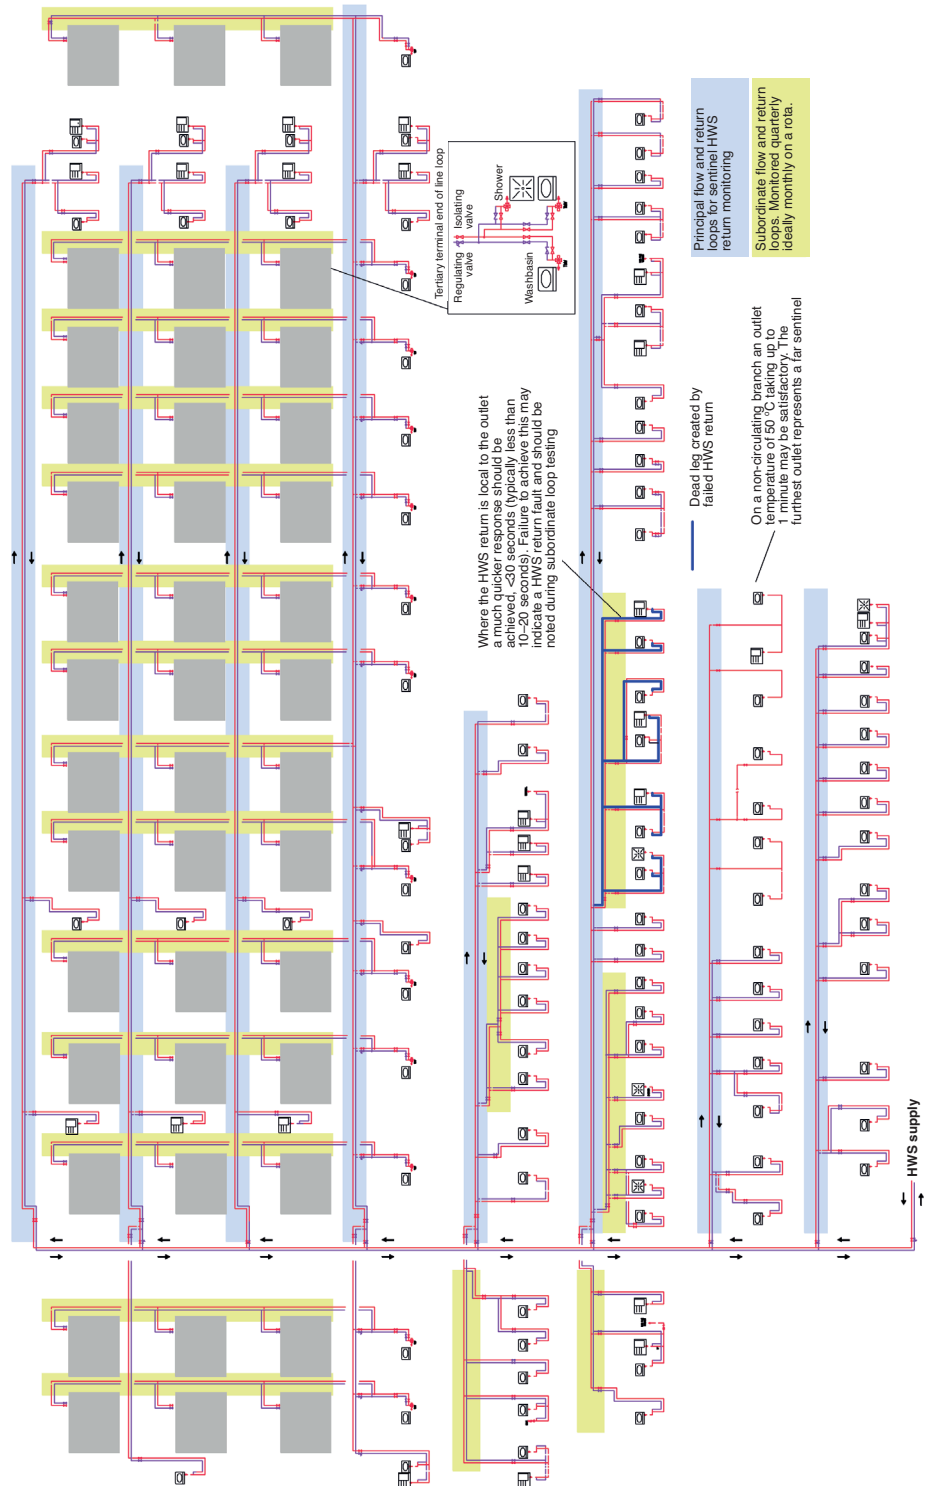 Tertiary terminal end of line loop
Regulating valve
Isolating valve
Shower
Washbasin
Principal flow and return
loops for sentinel HWS
return monitoring
Subordinate flow and return
loops. Monitored quarterly
ideally monthly on a rota.
Where the HWS return is local to the outlet
a much quicker response should be
achieved, <30 seconds (typically less than
10–20 seconds). Failure to achieve this may
indicate a HWS return fault and should be
noted during subordinate loop testing
Dead leg created by
failed HWS return
On a non-circulating branch an outlet
temperature of 50 °C taking up to
1 minute may be satisfactory. The
furthest outlet represents a far sentinel
HWS supply